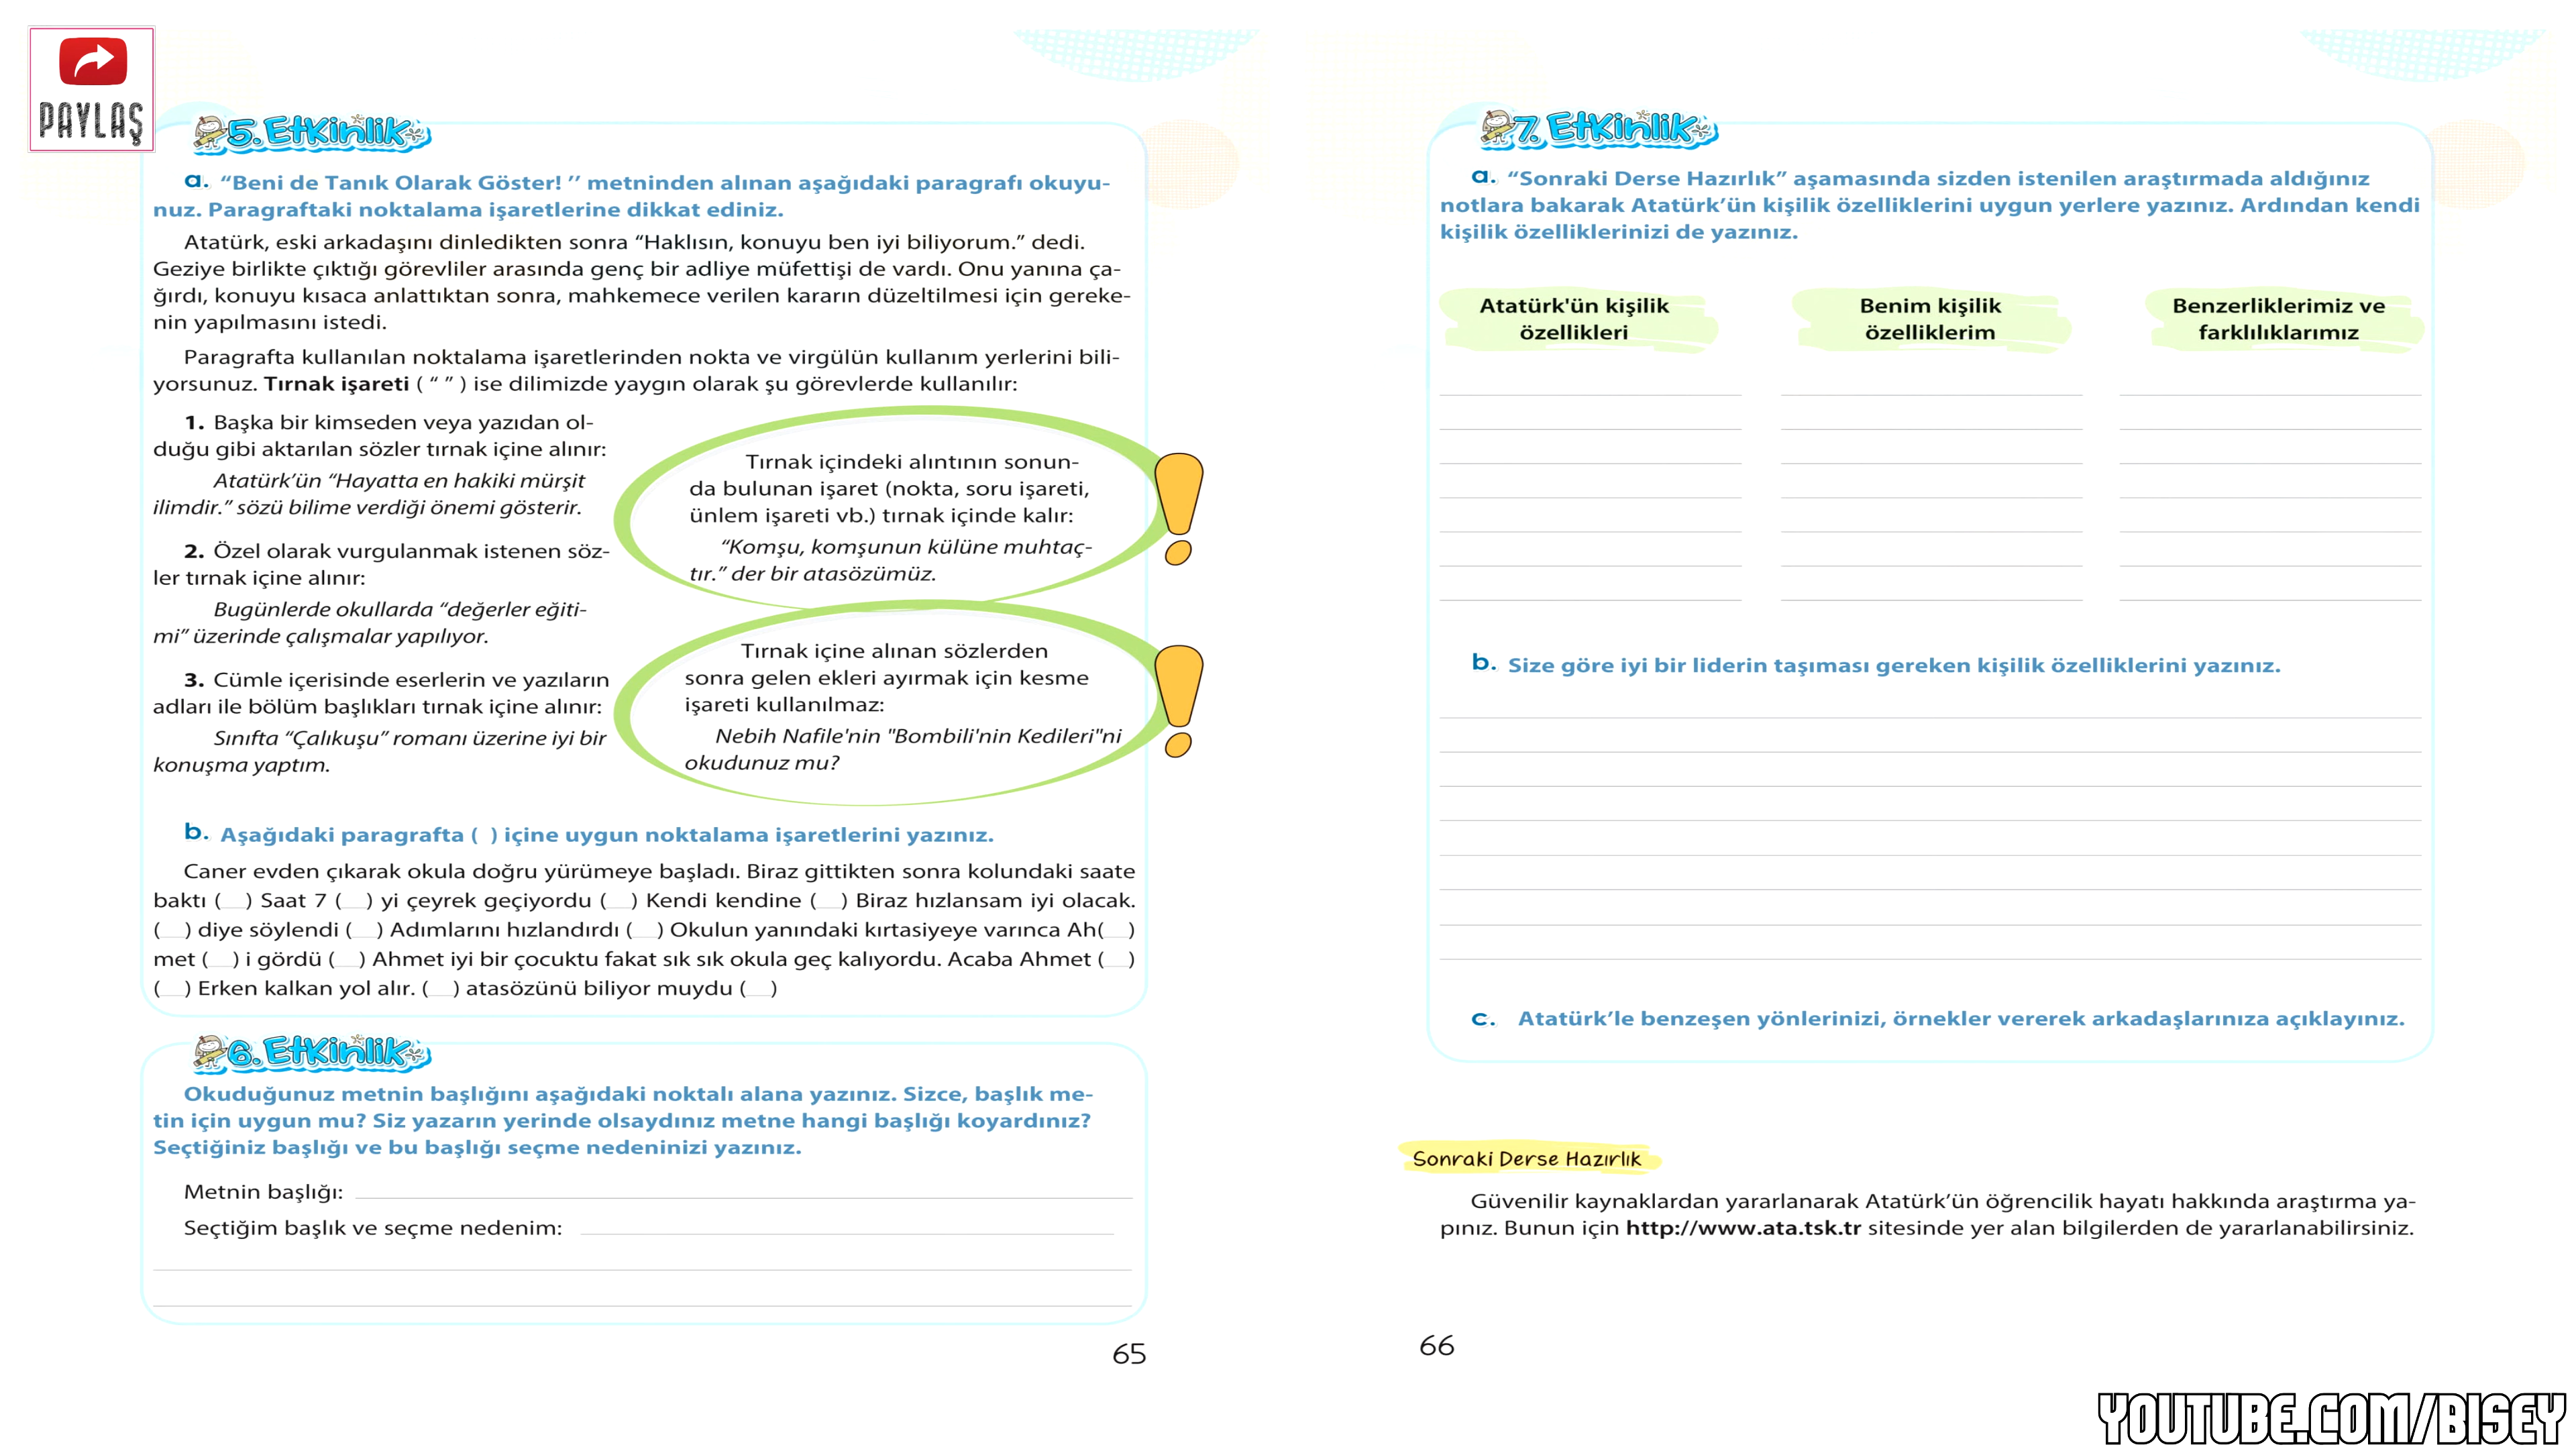 PAYLAŞ
5. Etkinlik
a. “Beni de Tanık Olarak Göster! ’’ metninden alınan aşağıdaki paragrafı okuyu-
nuz. Paragraftaki noktalama işaretlerine dikkat ediniz.
Atatürk, eski arkadaşını dinledikten sonra “Haklısın, konuyu ben iyi biliyorum.” dedi.
Geziye birlikte çıktığı görevliler arasında genç bir adliye müfettişi de vardı. Onu yanına ça-
ğırdı, konuyu kısaca anlattıktan sonra, mahkemece verilen kararın düzeltilmesi için gereke-
nin yapılmasını istedi.
Paragrafta kullanılan noktalama işaretlerinden nokta ve virgülün kullanım yerlerini bili-
yorsunuz. Tırnak işareti ( “ ” ) ise dilimizde yaygın olarak şu görevlerde kullanılır:
1. Başka bir kimseden veya yazıdan ol-
duğu gibi aktarılan sözler tırnak içine alınır:
Atatürk’ün “Hayatta en hakiki mürşit
ilimdir.” sözü bilime verdiği önemi gösterir.
2. Özel olarak vurgulanmak istenen söz-
ler tırnak içine alınır:
Bugünlerde okullarda “değerler eğiti-
mi” üzerinde çalışmalar yapılıyor.
3. Cümle içerisinde eserlerin ve yazıların
adları ile bölüm başlıkları tırnak içine alınır:
Sınıfta “Çalıkuşu” romanı üzerine iyi bir
konuşma yaptım.
Tırnak içindeki alıntının sonun-
da bulunan işaret (nokta, soru işareti,
ünlem işareti vb.) tırnak içinde kalır:
“Komşu, komşunun külüne muhtaç-
tır.” der bir atasözümüz.
!
Tırnak içine alınan sözlerden
sonra gelen ekleri ayırmak için kesme
işareti kullanılmaz:
Nebih Nafile'nin "Bombili'nin Kedileri"ni
okudunuz mu?
!
b. Aşağıdaki paragrafta ( ) içine uygun noktalama işaretlerini yazınız.
Caner evden çıkarak okula doğru yürümeye başladı. Biraz gittikten sonra kolundaki saate
baktı (__) Saat 7 (__) yi çeyrek geçiyordu (__) Kendi kendine (__) Biraz hızlansam iyi olacak.
(__) diye söylendi (__) Adımlarını hızlandırdı (__) Okulun yanındaki kırtasiyeye varınca Ah(__)
met (__) i gördü (__) Ahmet iyi bir çocuktu fakat sık sık okula geç kalıyordu. Acaba Ahmet (__)
(__) Erken kalkan yol alır. (__) atasözünü biliyor muydu (__)
6. Etkinlik
Okuduğunuz metnin başlığını aşağıdaki noktalı alana yazınız. Sizce, başlık me-
tin için uygun mu? Siz yazarın yerinde olsaydınız metne hangi başlığı koyardınız?
Seçtiğiniz başlığı ve bu başlığı seçme nedeninizi yazınız.
Metnin başlığı:
Seçtiğim başlık ve seçme nedenim:
65
7. Etkinlik
a. “Sonraki Derse Hazırlık” aşamasında sizden istenilen araştırmada aldığınız
notlara bakarak Atatürk’ün kişilik özelliklerini uygun yerlere yazınız. Ardından kendi
kişilik özelliklerinizi de yazınız.
Atatürk'ün kişilik
özellikleri
Benim kişilik
özelliklerim
Benzerliklerimiz ve
farklılıklarımız
b. Size göre iyi bir liderin taşıması gereken kişilik özelliklerini yazınız.
c. Atatürk’le benzeşen yönlerinizi, örnekler vererek arkadaşlarınıza açıklayınız.
Sonraki Derse Hazırlık
Güvenilir kaynaklardan yararlanarak Atatürk’ün öğrencilik hayatı hakkında araştırma ya-
pınız. Bunun için http://www.ata.tsk.tr sitesinde yer alan bilgilerden de yararlanabilirsiniz.
66
YOUTUBE.COM/BISEY